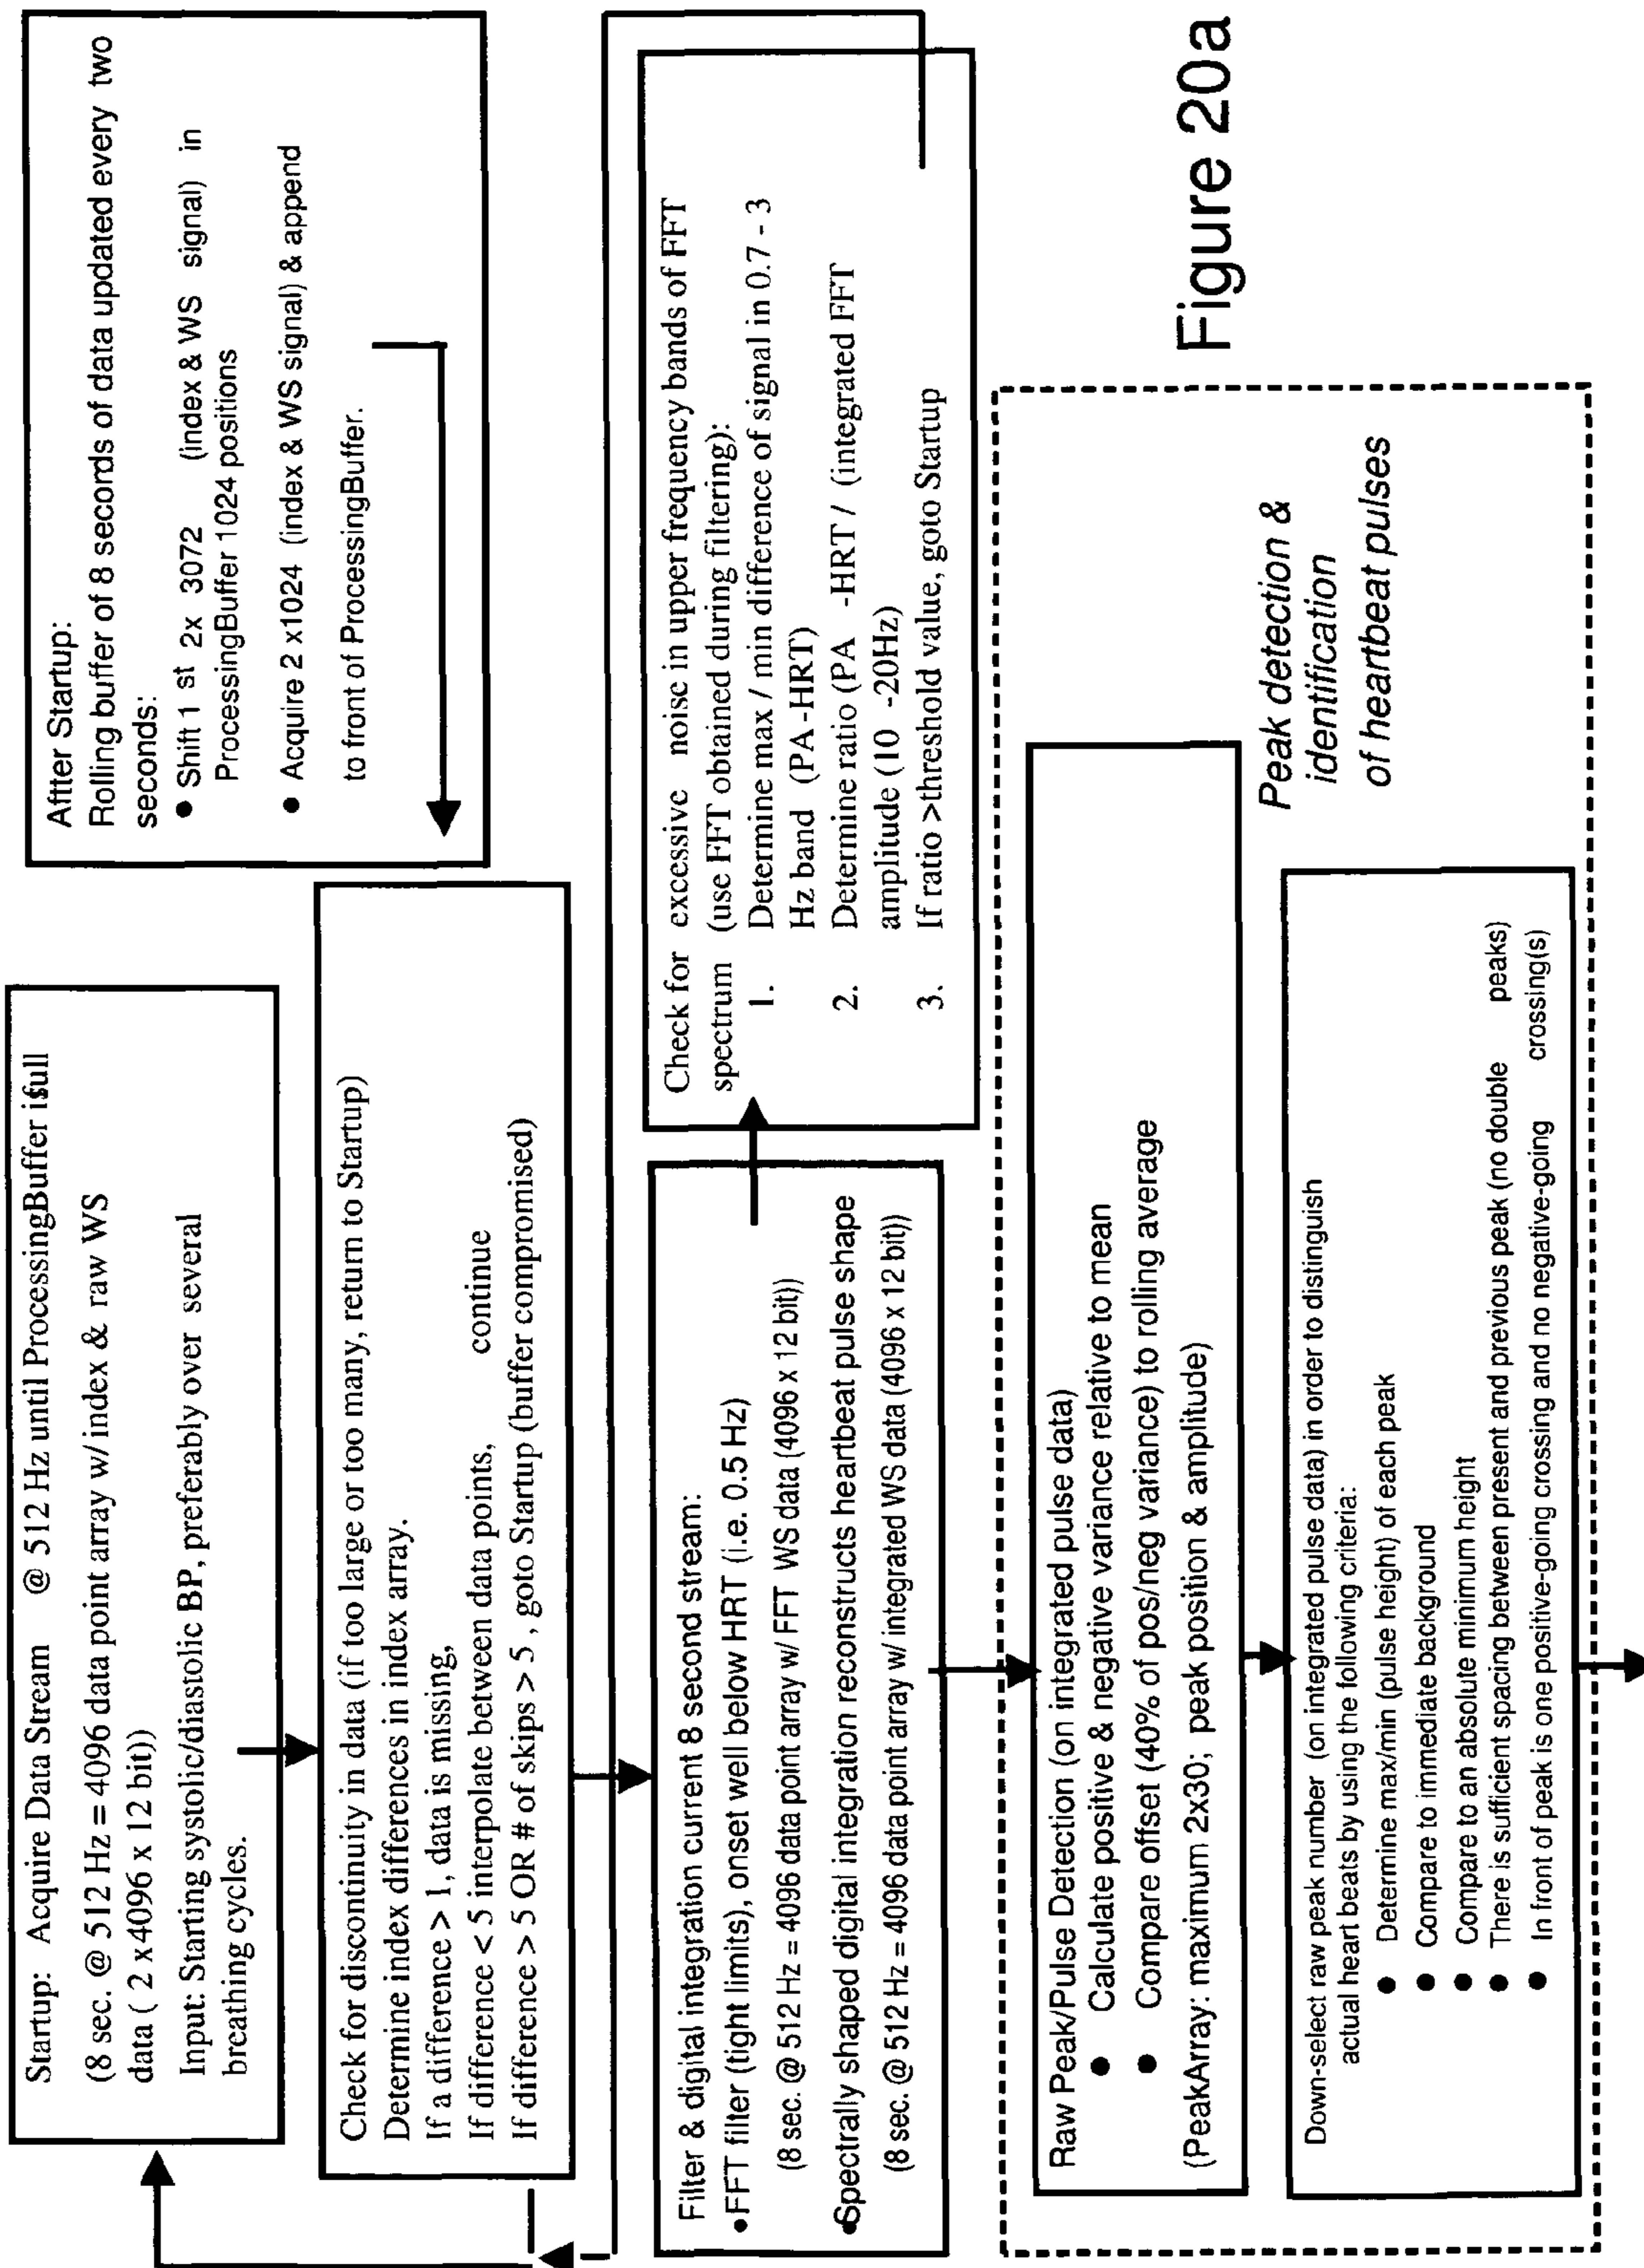 Startup: Acquire Data Stream @ 512 Hz until ProcessingBuffer is full
(8 sec. @ 512 Hz = 4096 data point array w/ index & raw WS
data ( 2 x4096 x 12 bit))
Input: Starting systolic/diastolic BP, preferably over several
breathing cycles.
Aftter Startup:
Rolling buffer of 8 seconds of data updated every two
seconds:
● Shift 1 st 2x 3072 (index & WS signal) in
ProcessingBuffer 1024 positions
● Acquire 2 x1024 (index & WS signal) & append
to front of ProcessingBuffer.
Check for discontinuity in data (if too large or too many, return to Startup)
Determine index differences in index array.
If a difference > 1, data is missing,
If difference < 5 interpolate between data points, continue
If difference > 5 OR # of skips > 5 , goto Startup (buffer compromised)
Filter & digital integration current 8 second stream:
●FFT filter (tight limits), onset well below HRT (i.e. 0.5 Hz)
(8 sec. @ 512 Hz = 4096 data point array w/ FFT WS data (4096 x 12 bit))
●Spectrally shaped digital integration reconstructs heartbeat pulse shape
(8 sec. @ 512 Hz = 4096 data point array w/ integrated WS data (4096 x 12 bit))
Check for excessive noise in upper frequency bands of FFT
spectrum (use FFT obtained during filtering):
1. Determine max / min difference of signal in 0.7 - 3
Hz band (PA -HRT)
2. Determine ratio (PA -HRT / (integrated FFT
amplitude (10 -20Hz)
3. If ratio >threshold value, goto Startup
Raw Peak/Pulse Detection (on integrated pulse data)
● Calculate positive & negative variance relative to mean
● Compare offset (40% of pos/neg variance) to rolling average
(PeakArray: maximum 2x30; peak position & amplitude)
Peak detection &
identification
of heartbeat pulses
Down-select raw peak number (on integrated pulse data) in order to distinguish
actual heart beats by using the following criteria:
● Determine max/min (pulse height) of each peak
● Compare to immediate background
● Compare to an absolute minimum height
● There is sufficient spacing between present and previous peak (no double peaks)
● In front of peak is one positive-going crossing and no negative-going crossing(s)
Figure 20a